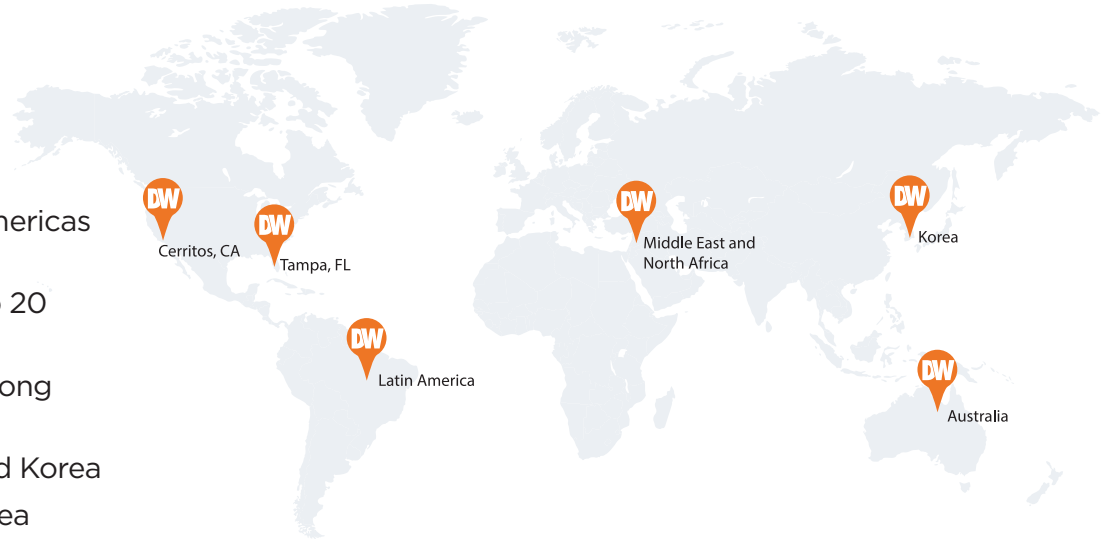 mericas
20
ong
d Korea
ea
DW
Cerritos, CA
DW
Tampa, FL
DW
Latin America
DW
Middle East and
North Africa
DW
Korea
DW
Australia